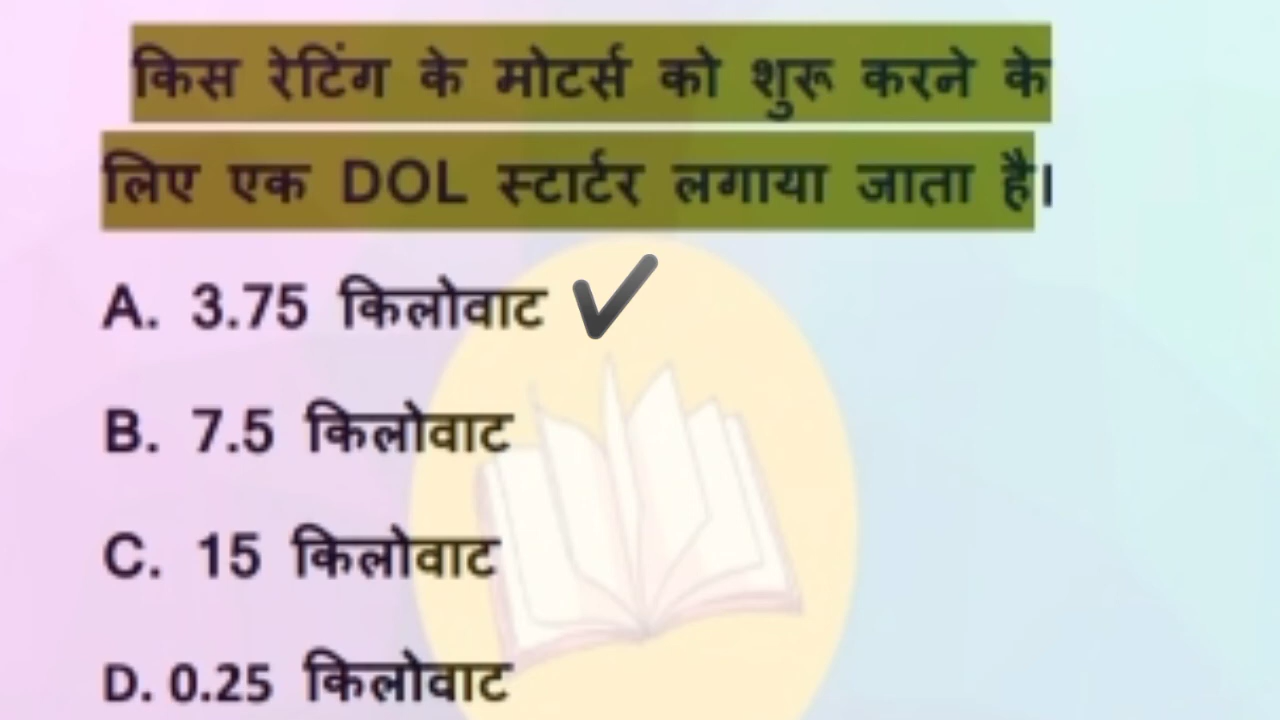 किस रेटिंग के मोटर्स को शुरू करने के
लिए एक DOL स्टार्टर लगाया जाता है।
A. 3.75 किलोवाट
B. 7.5 किलोवाट
C. 15 किलोवाट
D. 0.25 किलोवाट